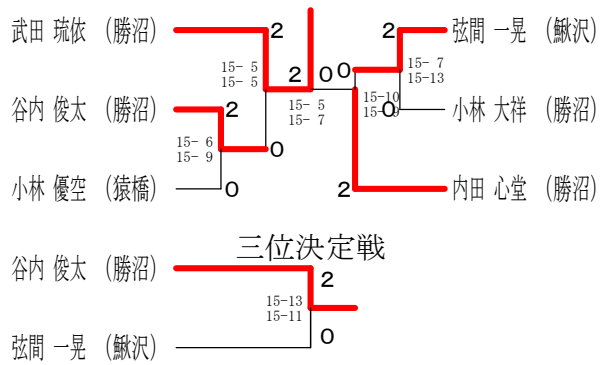 武田 琉依 (勝沼)
2
2
弦間 一晃 (鰍沢)
15- 5
15- 5
2
0
0
15- 7
15-13
谷内 俊太 (勝沼)
2
15- 5
15- 7
15-10
15- 9
0
小林 大祥 (勝沼)
15- 6
15- 9
0
小林 優空 (猿橋)
0
2
内田 心堂 (勝沼)
三位決定戦
谷内 俊太 (勝沼)
2
15-13
15-11
0
弦間 一晃 (鰍沢)